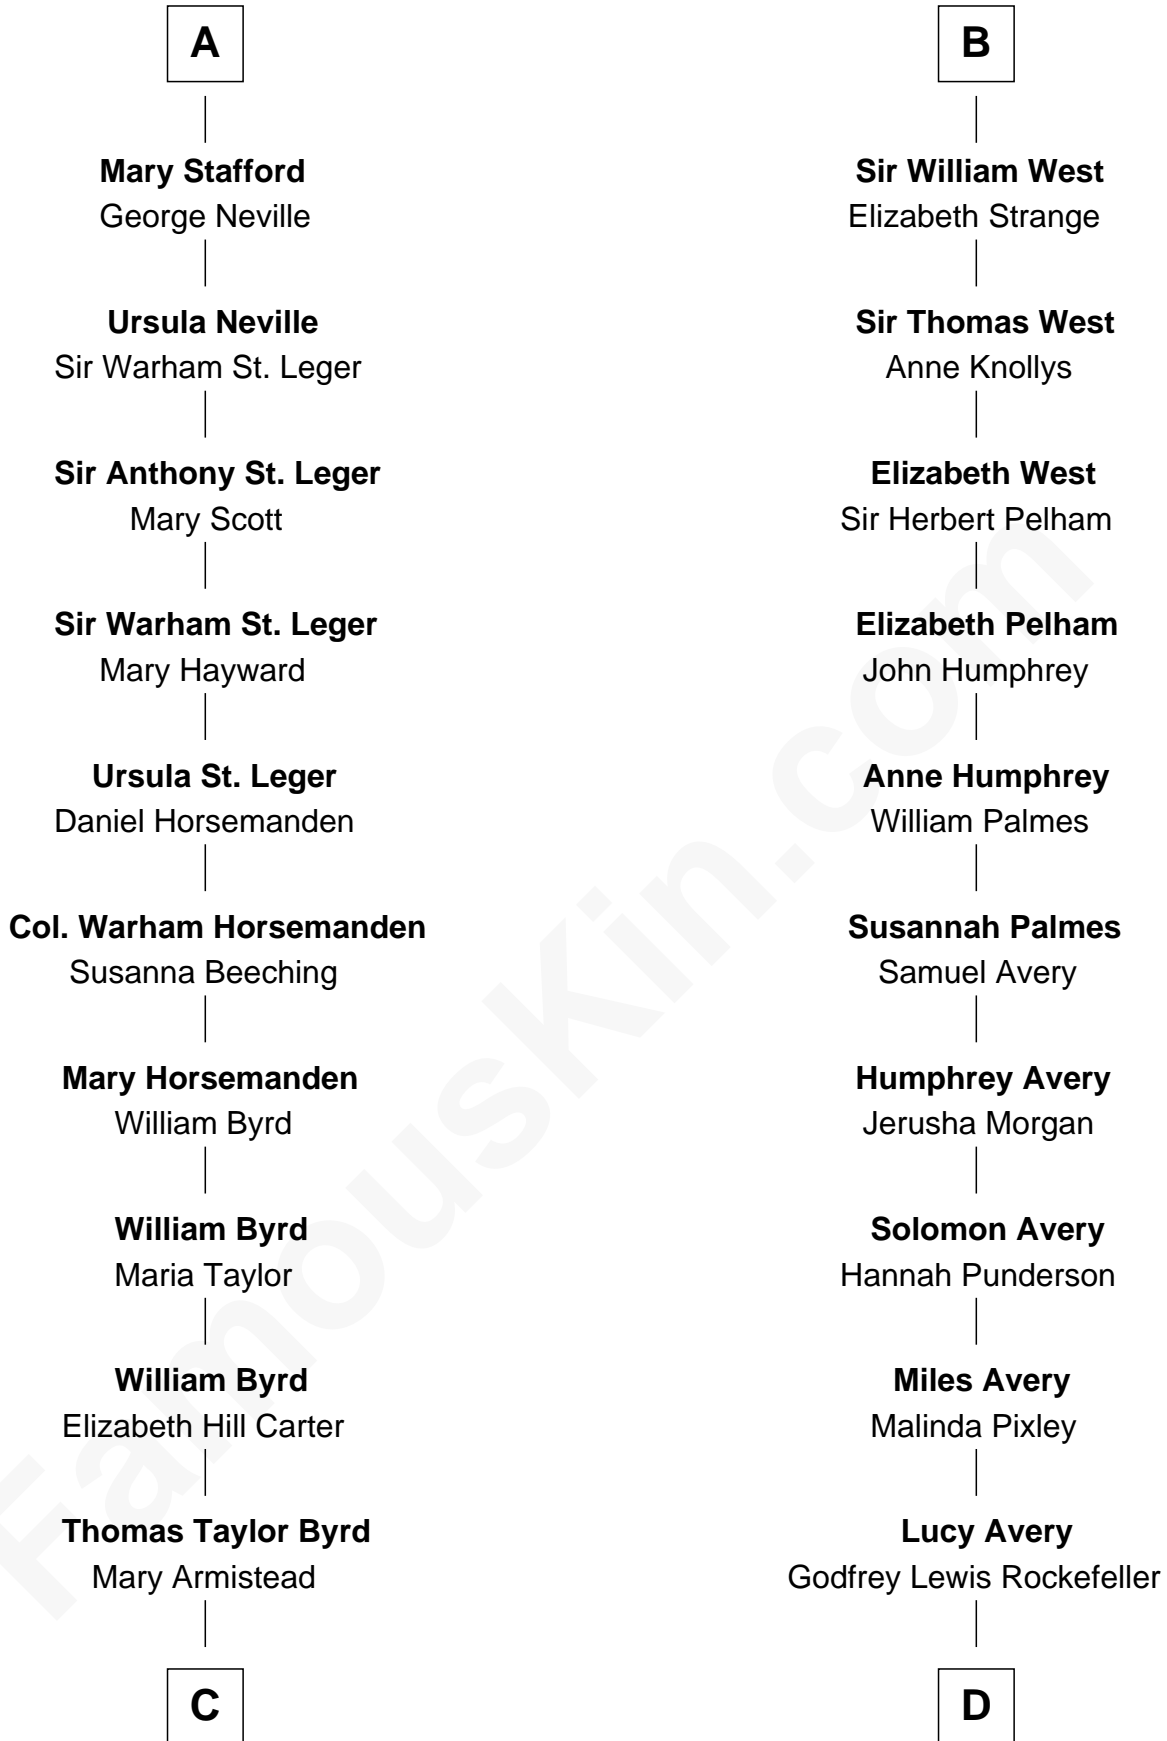 A
Mary Stafford
George Neville
Ursula Neville
Sir Warham St. Leger
Sir Anthony St. Leger
Mary Scott
Sir Warham St. Leger
Mary Hayward
Ursula St. Leger
Daniel Horsemanden
Col. Warham Horsemanden
Susanna Beeching
Mary Horsemanden
William Byrd
William Byrd
Maria Taylor
William Byrd
Elizabeth Hill Carter
Thomas Taylor Byrd
Mary Armistead
C
B
Sir William West
Elizabeth Strange
Sir Thomas West
Anne Knollys
Elizabeth West
Sir Herbert Pelham
Elizabeth Pelham
John Humphrey
Anne Humphrey
William Palmes
Susannah Palmes
Samuel Avery
Humphrey Avery
Jerusha Morgan
Solomon Avery
Hannah Punderson
Miles Avery
Malinda Pixley
Lucy Avery
Godfrey Lewis Rockefeller
D
FamousKin.com